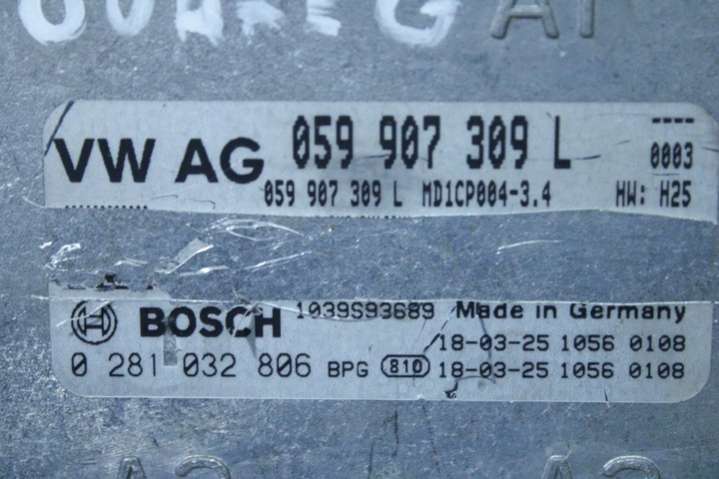 A1
VW AG 059 907 309 L ----
0003
059 907 309 L MD1CP004-3.4 HW: H25
BOSCH 1039S93689 Made in Germany
18-03-25 1056 0108
0 281 032 806 BPG 810 18-03-25 1056 0108